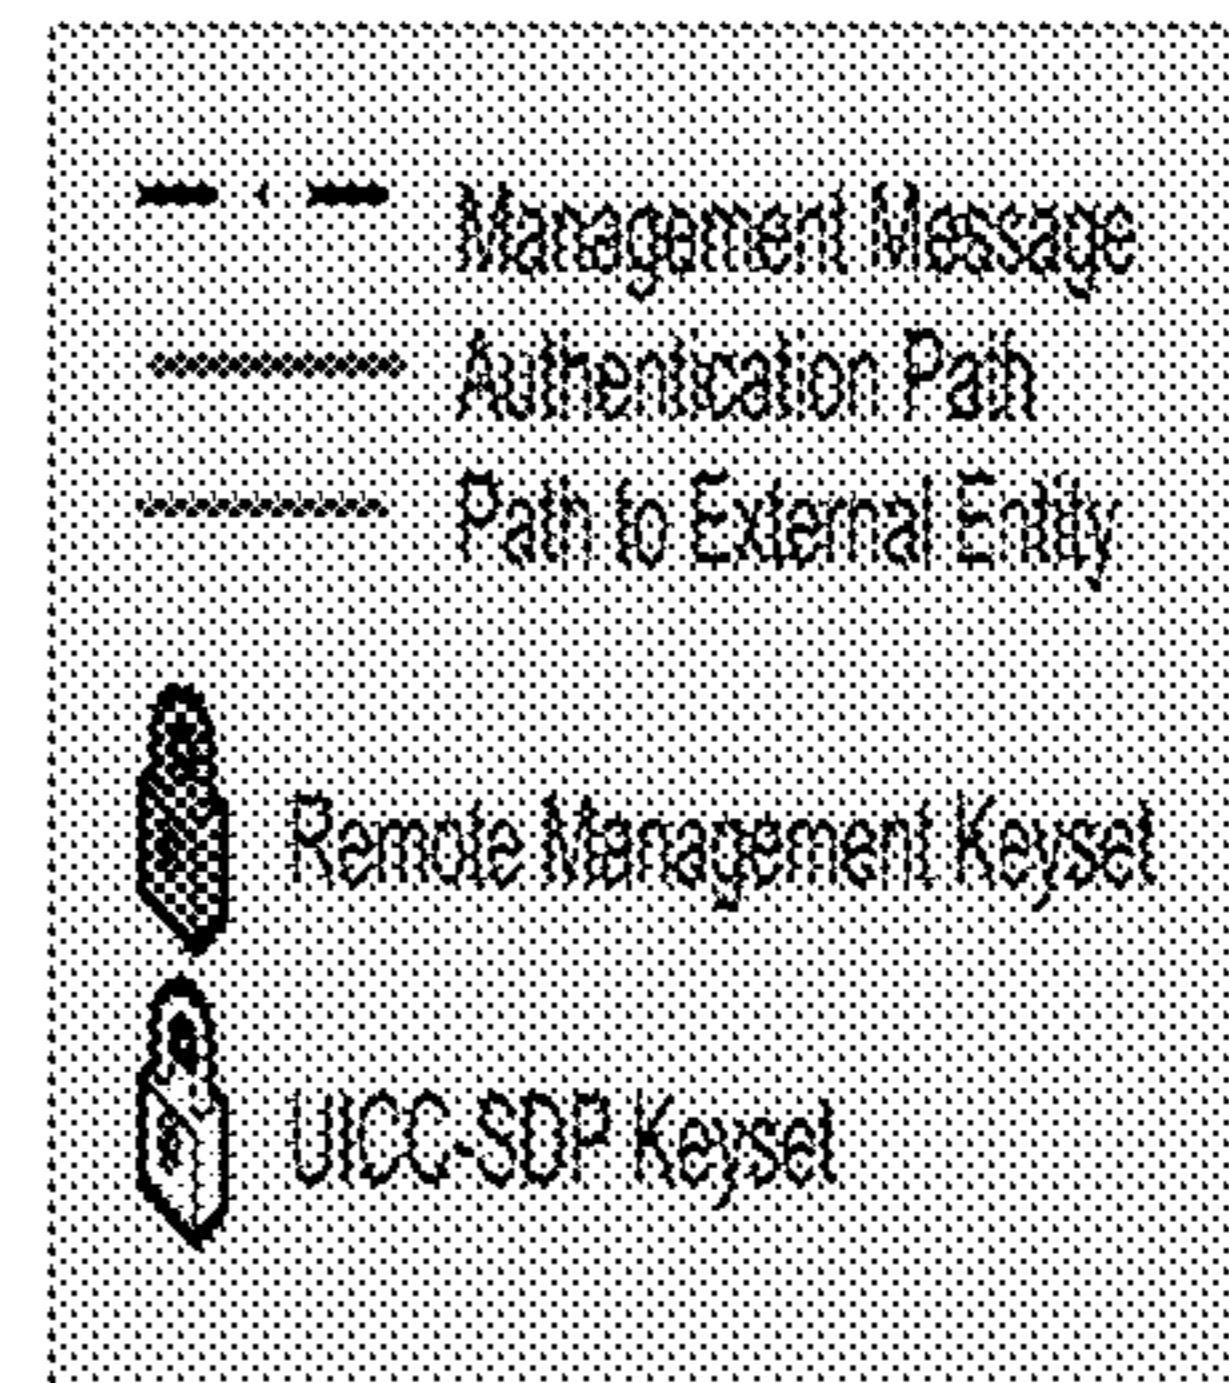 Management Message
Authentication Path
Path to External Entity
Remote Management Keyset
UICC-SDP Keyset